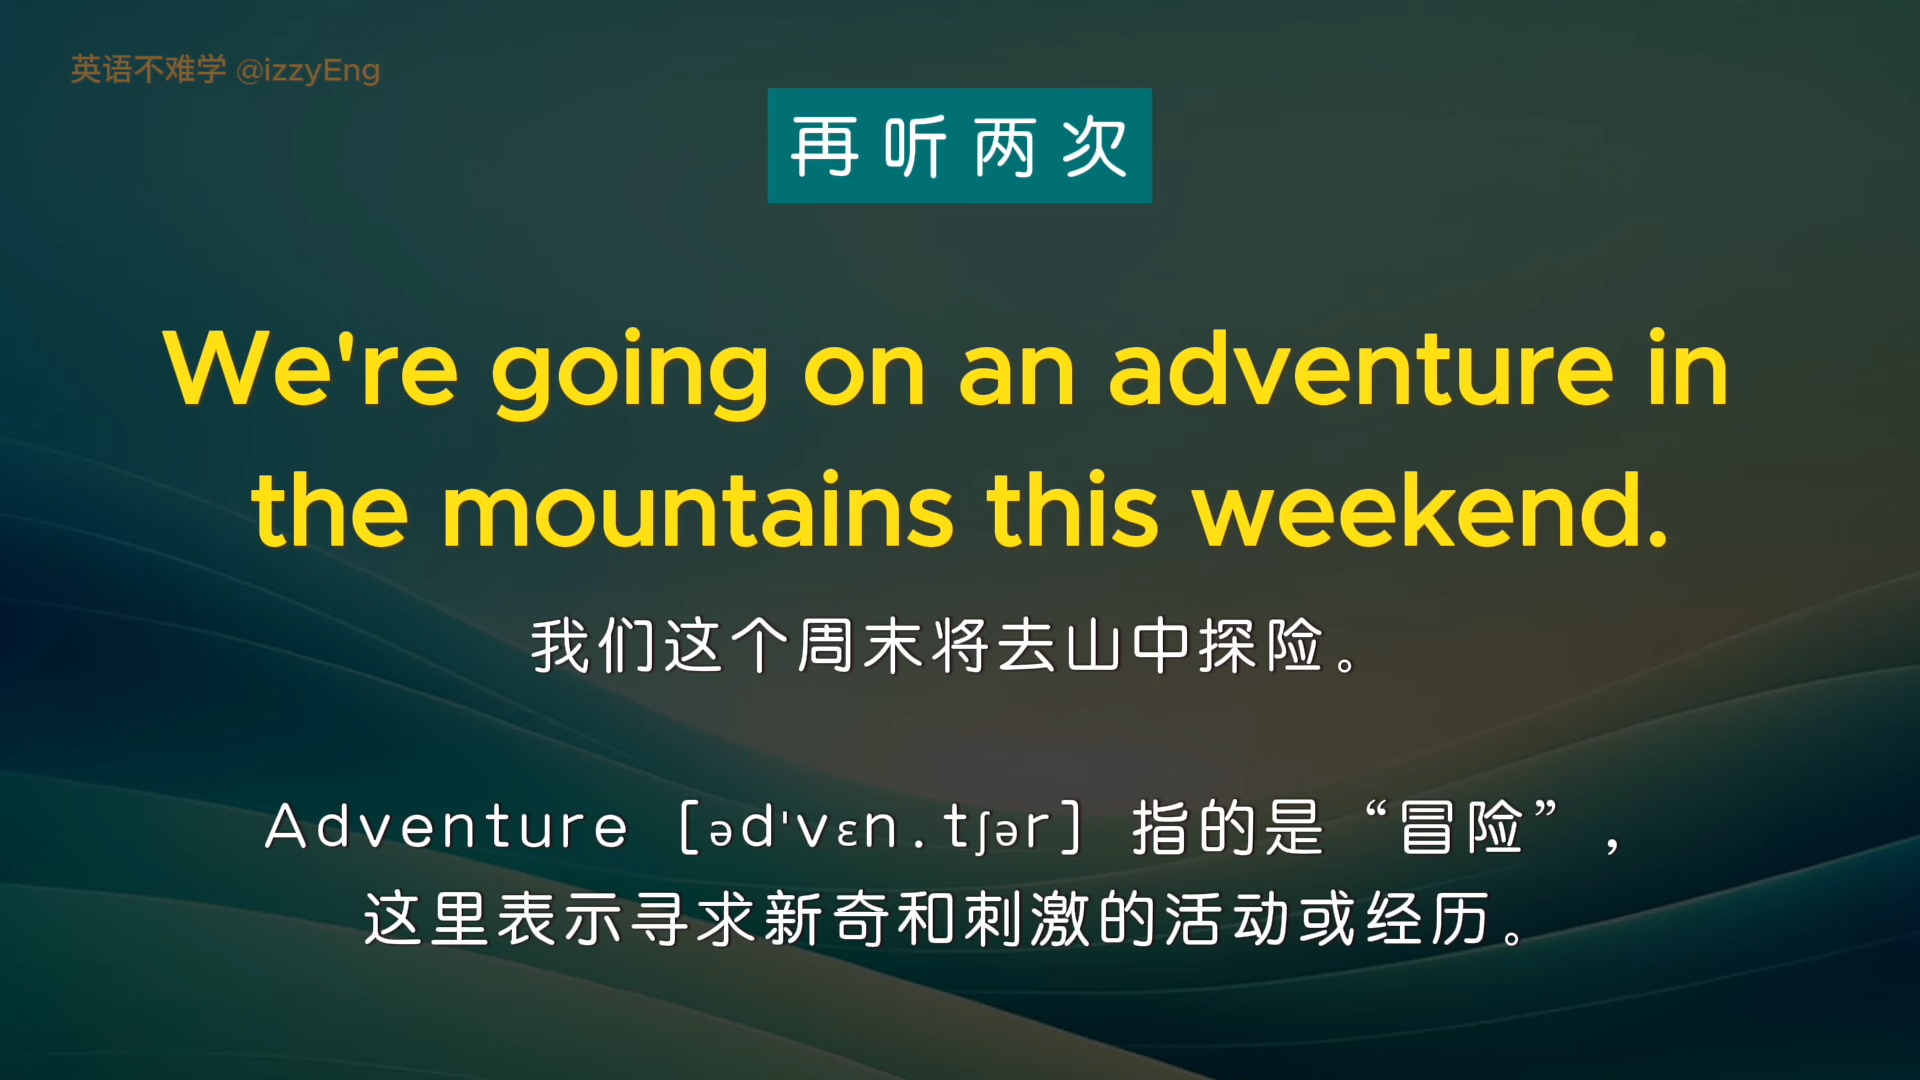 英语不难学 @izzyEng
再听两次
We're going on an adventure in
the mountains this weekend.
我们这个周末将去山中探险。
Adventure [ədˈvɛn.tʃər] 指的是“冒险”，
这里表示寻求新奇和刺激的活动或经历。